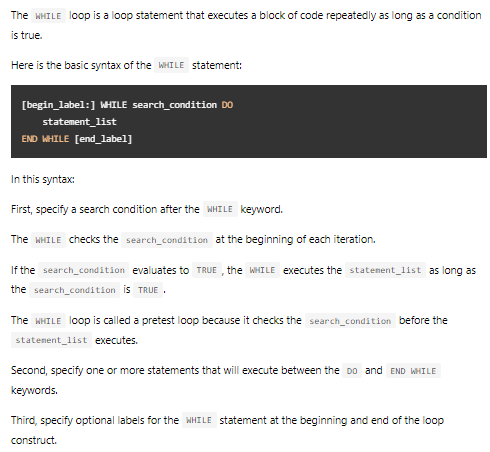 The WHILE loop is a loop statement that executes a block of code repeatedly as long as a condition
is true.
Here is the basic syntax of the WHILE statement:
[begin_label:] WHILE search_condition DO
    statement_list
END WHILE [end_label]
In this syntax:
First, specify a search condition after the WHILE keyword.
The WHILE checks the search_condition at the beginning of each iteration.
If the search_condition evaluates to TRUE , the WHILE executes the statement_list as long as
the search_condition is TRUE .
The WHILE loop is called a pretest loop because it checks the search_condition before the
statement_list executes.
Second, specify one or more statements that will execute between the DO and END WHILE
keywords.
Third, specify optional labels for the WHILE statement at the beginning and end of the loop
construct.